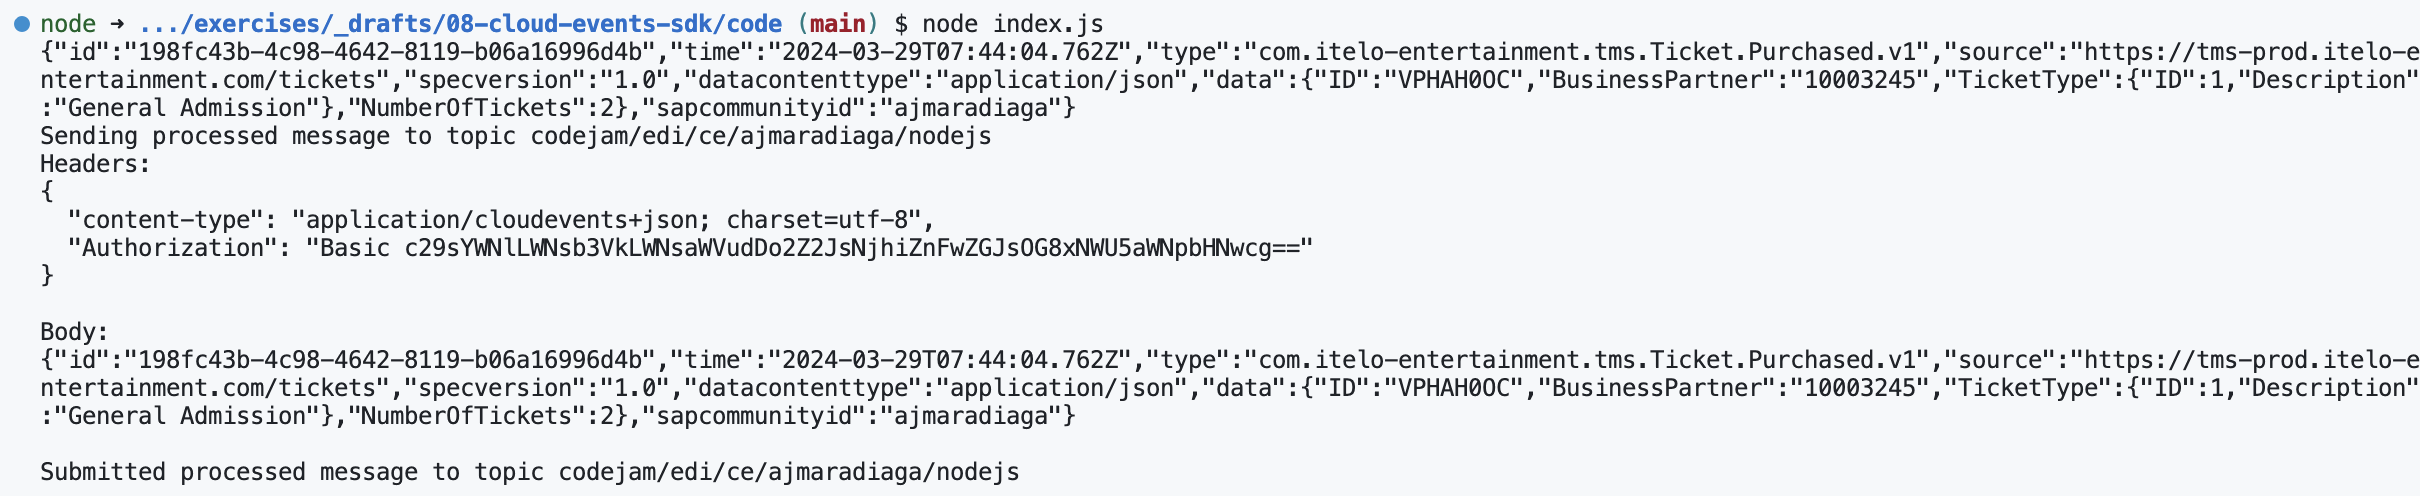 node → .../exercises/_drafts/08-cloud-events-sdk/code (main) $ node index.js
{"id":"198fc43b-4c98-4642-8119-b06a16996d4b","time":"2024-03-29T07:44:04.762Z","type":"com.itelo-entertainment.tms.Ticket.Purchased.v1","source":"https://tms-prod.itelo-e
ntertainment.com/tickets","specversion":"1.0","datacontenttype":"application/json","data":{"ID":"VPHAH0OC","BusinessPartner":"10003245","TicketType":{"ID":1,"Description"
:"General Admission"},"NumberOfTickets":2},"sapcommunityid":"ajmaradiaga"}
Sending processed message to topic codejam/edi/ce/ajmaradiaga/nodejs
Headers:
{
  "content-type": "application/cloudevents+json; charset=utf-8",
  "Authorization": "Basic c29sYWNlLWNsb3VkLWNsaWVudDo2Z2JsNjhiZnFwZGJsOG8xNWU5aWNpbHNwcg=="
}

Body:
{"id":"198fc43b-4c98-4642-8119-b06a16996d4b","time":"2024-03-29T07:44:04.762Z","type":"com.itelo-entertainment.tms.Ticket.Purchased.v1","source":"https://tms-prod.itelo-e
ntertainment.com/tickets","specversion":"1.0","datacontenttype":"application/json","data":{"ID":"VPHAH0OC","BusinessPartner":"10003245","TicketType":{"ID":1,"Description"
:"General Admission"},"NumberOfTickets":2},"sapcommunityid":"ajmaradiaga"}

Submitted processed message to topic codejam/edi/ce/ajmaradiaga/nodejs